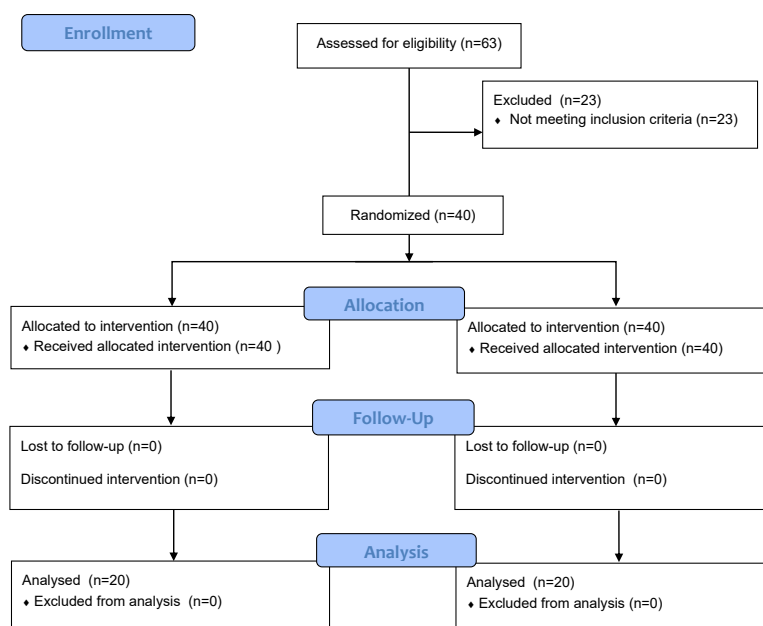 Enrollment
Assessed for eligibility (n=63)
Excluded (n=23)
♦ Not meeting inclusion criteria (n=23)
Randomized (n=40)
Allocation
Allocated to intervention (n=40)
♦ Received allocated intervention (n=40 )
Allocated to intervention (n=40)
♦ Received allocated intervention (n=40)
Follow-Up
Lost to follow-up (n=0)
Discontinued intervention (n=0)
Lost to follow-up (n=0)
Discontinued intervention (n=0)
Analysis
Analysed (n=20)
♦ Excluded from analysis (n=0)
Analysed (n=20)
♦ Excluded from analysis (n=0)